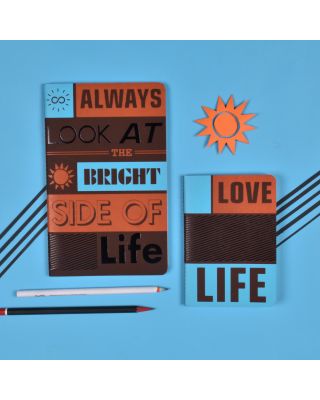 ALWAYS
LOOK AT
THE
BRIGHT
SIDE OF
Life
LOVE
LIFE